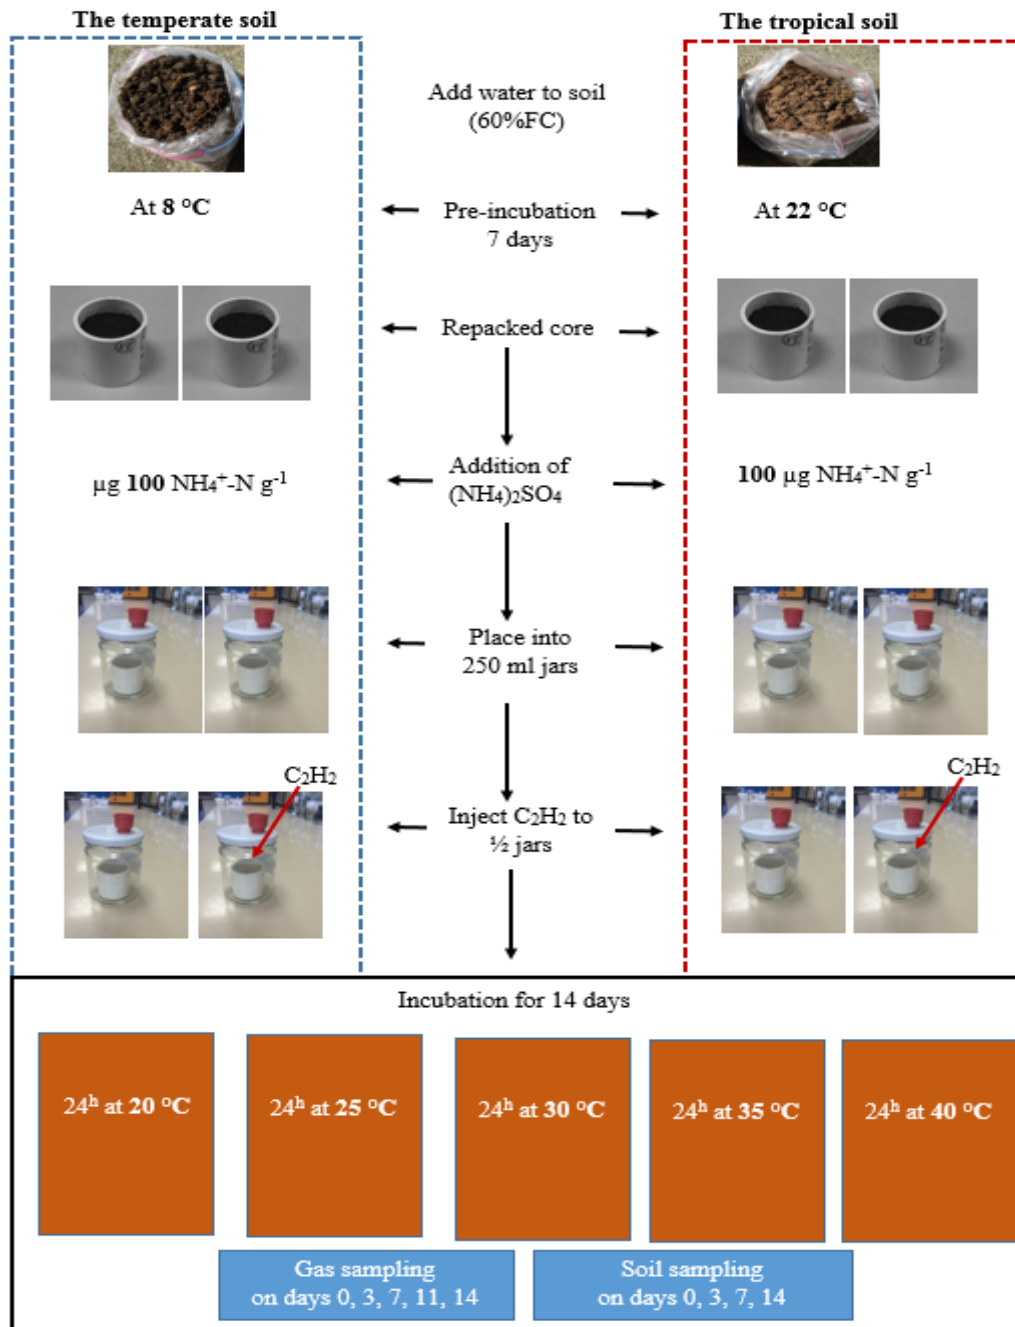 The temperate soil
The tropical soil
Add water to soil
(60%FC)
At 8 °C
Pre-incubation
7 days
At 22 °C
Repacked core
µg 100 NH₄⁺-N g⁻¹
Addition of
(NH₄)₂SO₄
100 µg NH₄⁺-N g⁻¹
Place into
250 ml jars
C₂H₂
C₂H₂
Inject C₂H₂ to
½ jars
Incubation for 14 days
24ʰ at 20 °C
24ʰ at 25 °C
24ʰ at 30 °C
24ʰ at 35 °C
24ʰ at 40 °C
Gas sampling
on days 0, 3, 7, 11, 14
Soil sampling
on days 0, 3, 7, 14